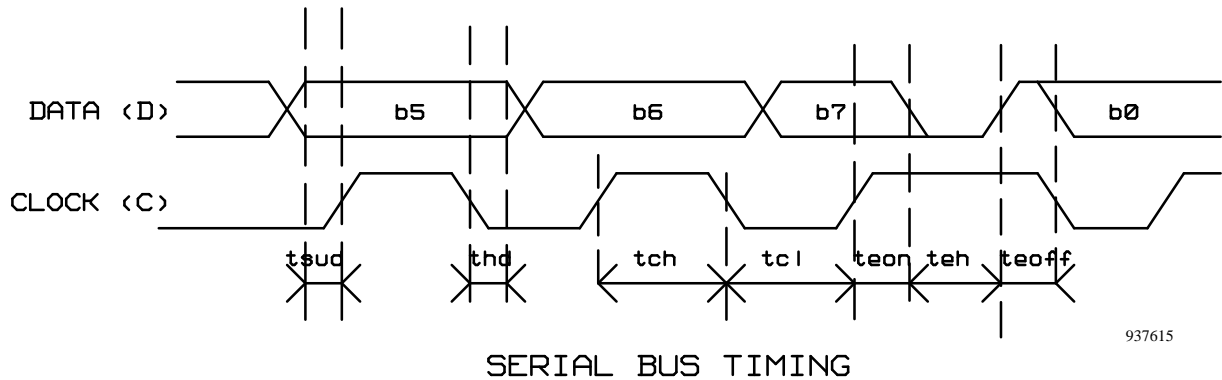 DATA (D)
b5
b6
b7
b0
CLOCK (C)
tsud
thd
tch
tcl
teon
teh
teoff
937615
SERIAL BUS TIMING